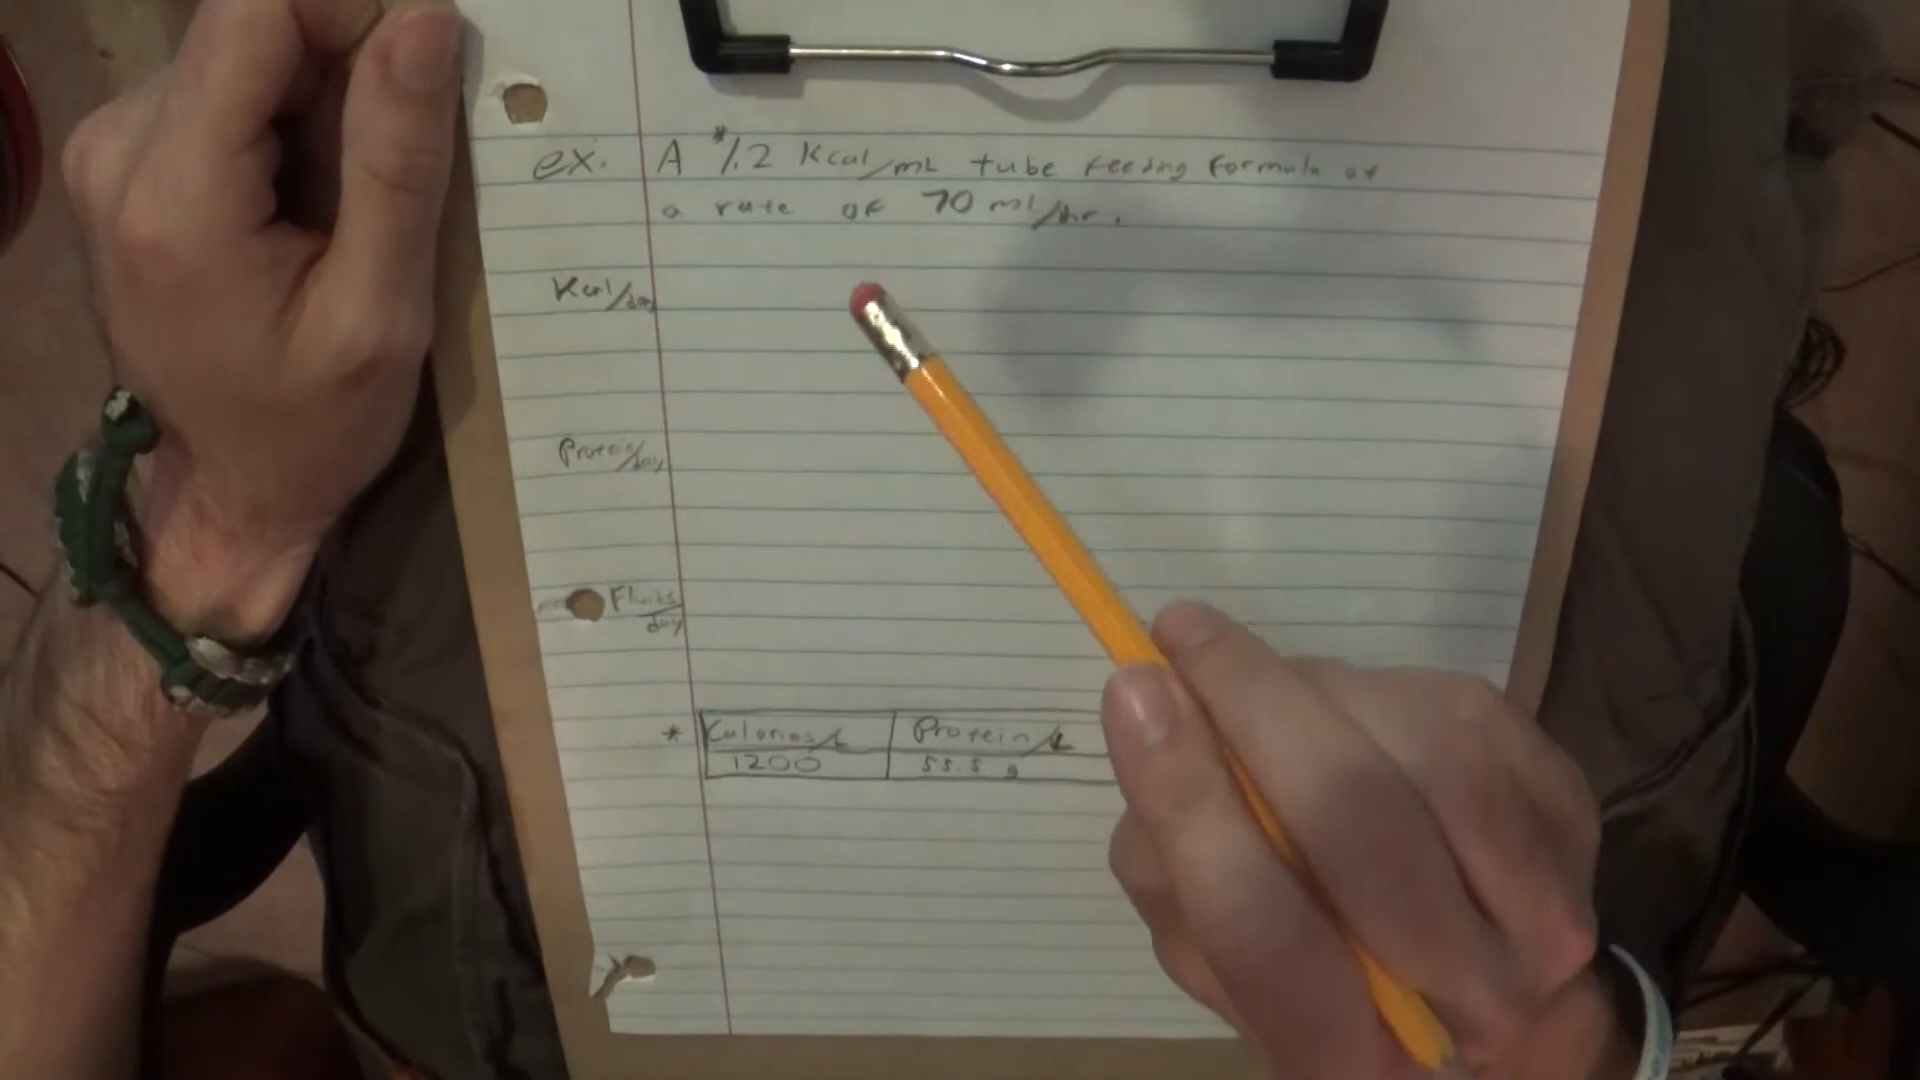 ex. A *1.2 Kcal/mL tube feeding formula at
a rate of 70 ml/hr.
Kcal/day
Protein/day
Fluids/day
* Calories/L Protein/L
1200 55.5 g